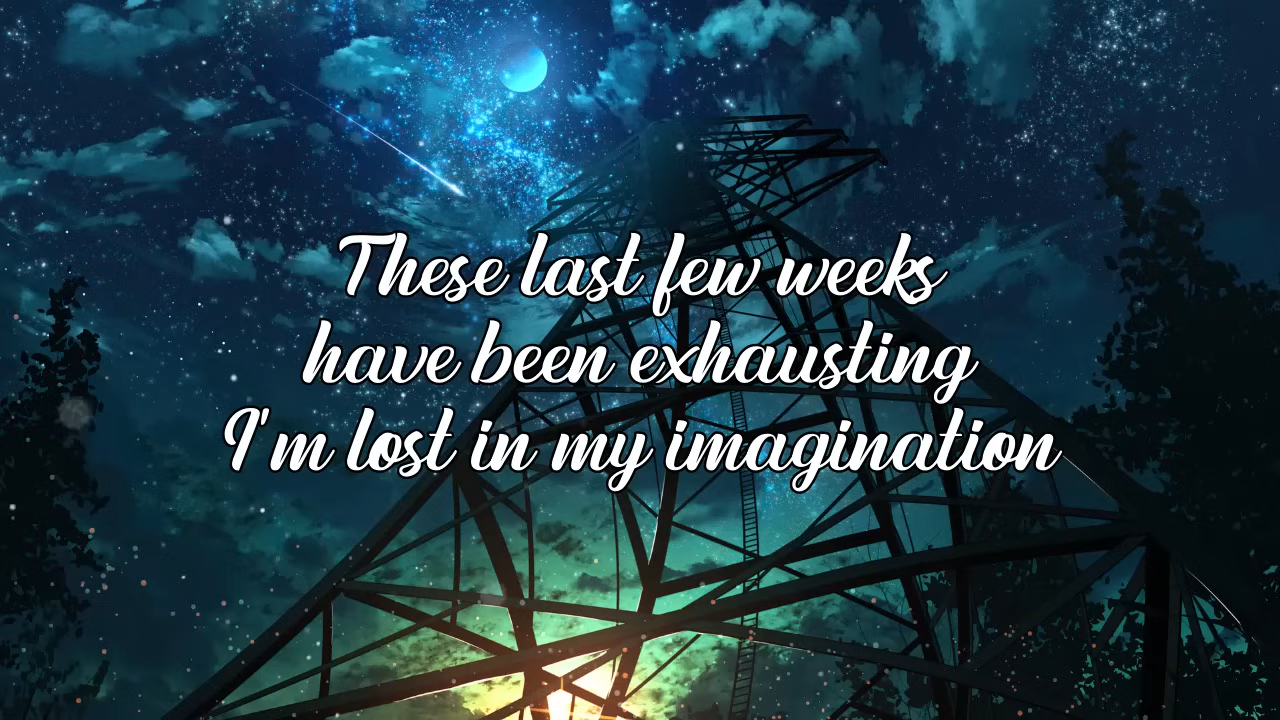 These last few weeks
have been exhausting
I'm lost in my imagination